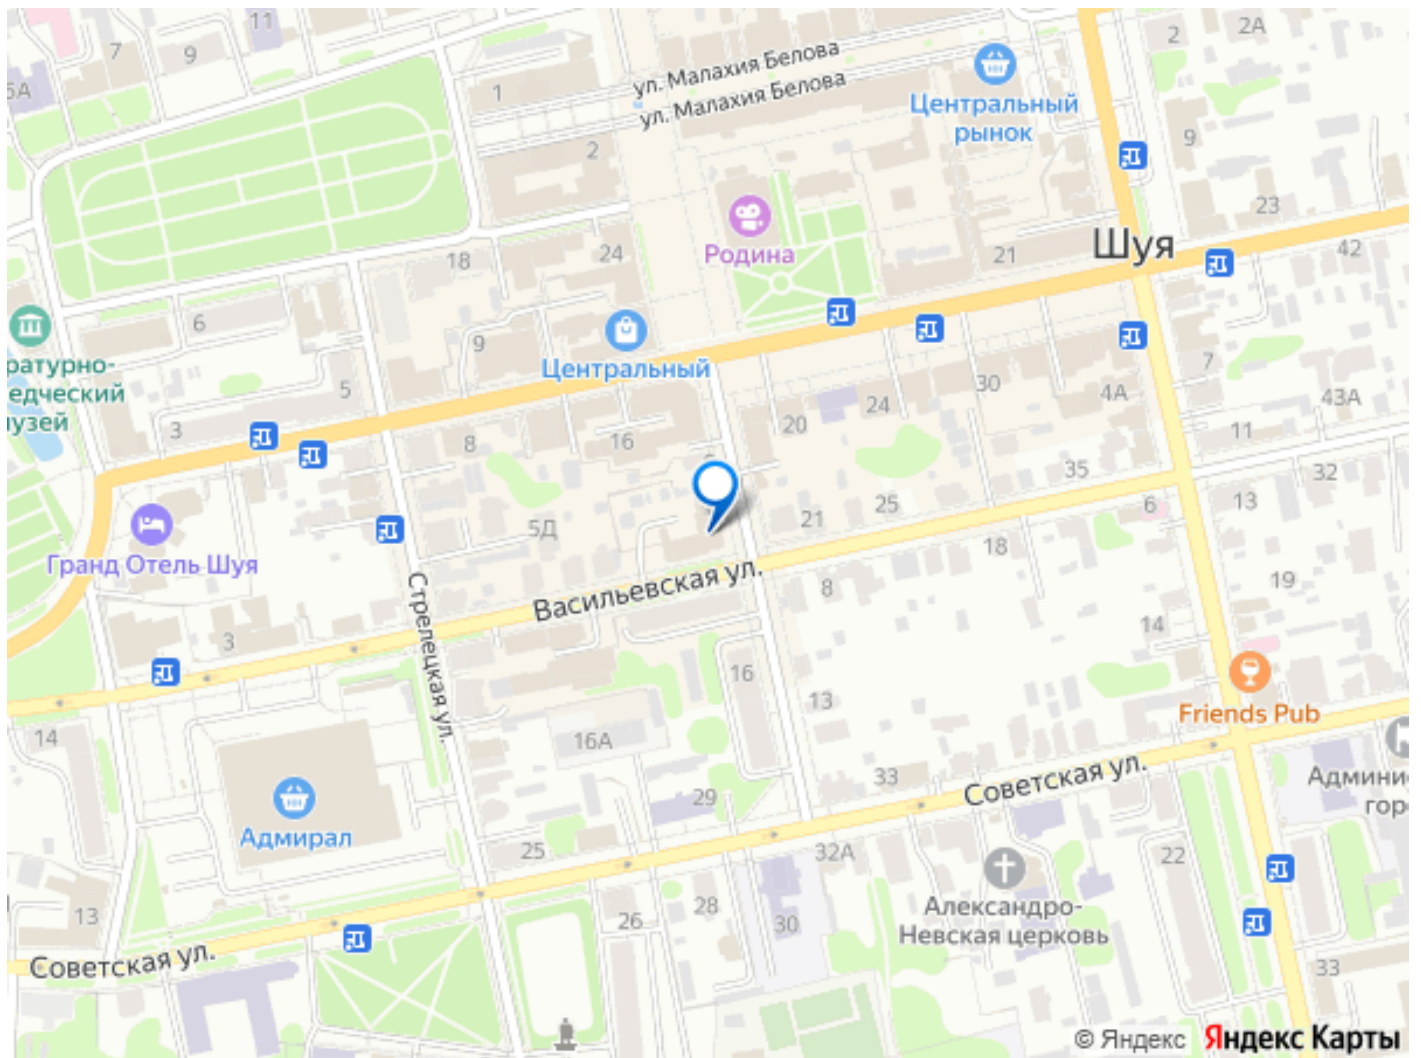 11
2
2А
7
9
ул. Малахия Белова
5А
1
ул. Малахия Белова
Центральный
рынок
9
2
23
Родина
Шуя
42
18
24
21
6
9
Центральный
ратурно-
едческий
узей
5
7
30
4А
43А
3
24
20
8
16
11
35
32
25
6
13
5Д
21
18
Гранд Отель Шуя
Васильевская ул.
Стрелецкая ул.
8
19
3
14
16
13
Friends Pub
14
16А
33
Советская ул.
Админи
гор
29
Адмирал
25
32А
22
Александро-
Невская церковь
13
26
28
30
Советская ул.
33
© Яндекс Яндекс Карты